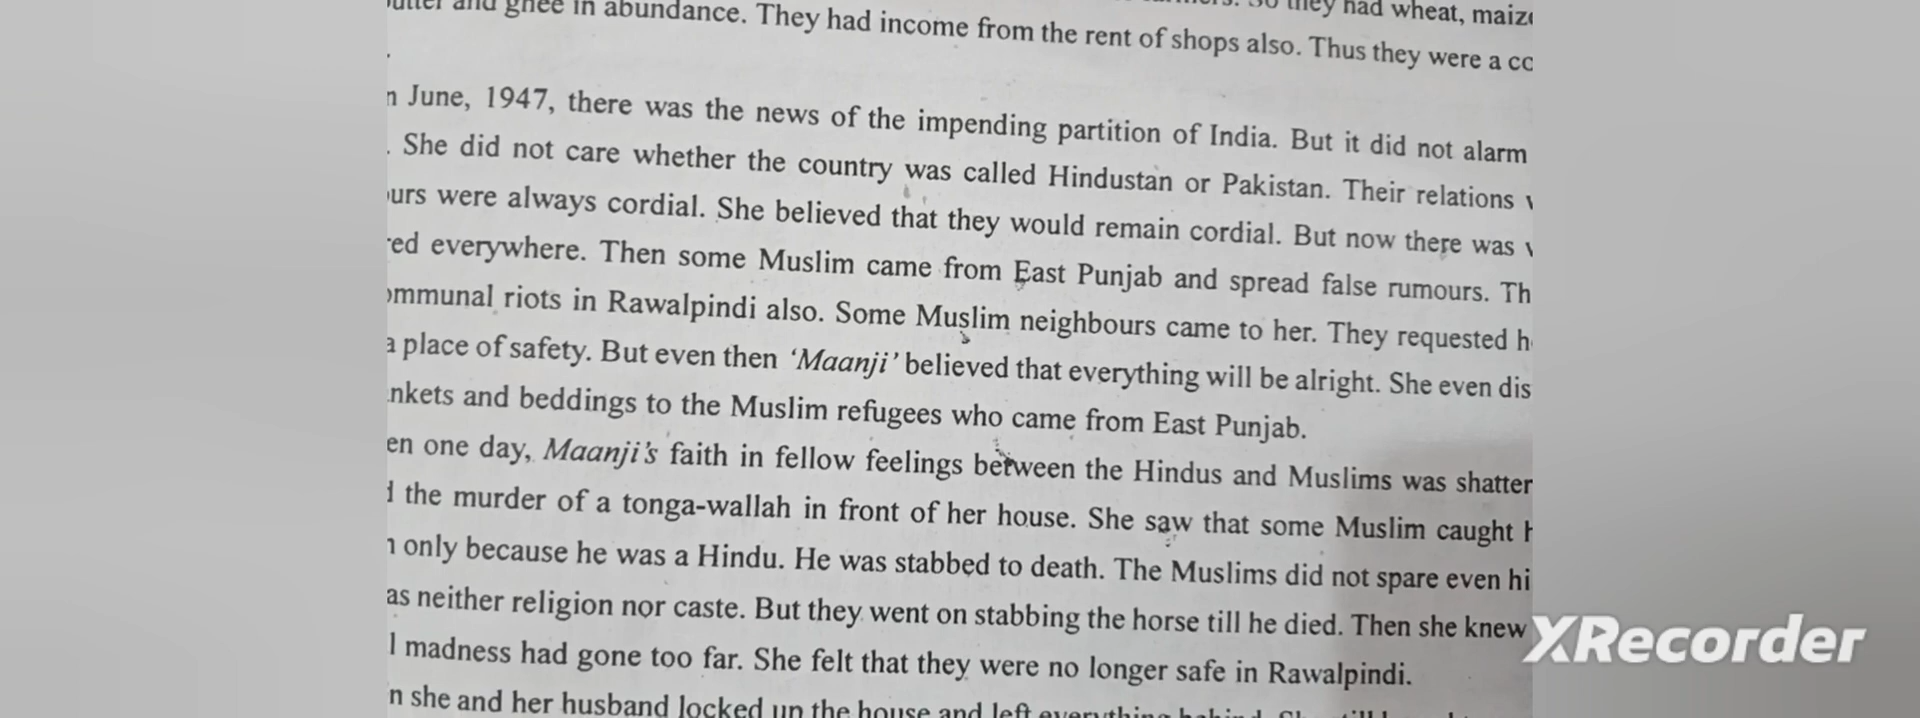 and ghee in abundance. They had income from the rent of shops also. Thus they were a
they had wheat,
June, 1947, there was the news of the impending partition of India. But it did not alarm
. She did not care whether the country was called Hindustan or Pakistan. Their relations
urs were always cordial. She believed that they would remain cordial. But now there was
ed everywhere. Then some Muslim came from East Punjab and spread false rumours. Th
mmunal riots in Rawalpindi also. Some Muslim neighbours came to her. They requested h
a place of safety. But even then ‘Maanji’ believed that everything will be alright. She even dis
nkets and beddings to the Muslim refugees who came from East Punjab.
en one day, Maanji’s faith in fellow feelings between the Hindus and Muslims was shatter
the murder of a tonga-wallah in front of her house. She saw that some Muslim caught
only because he was a Hindu. He was stabbed to death. The Muslims did not spare even hi
as neither religion nor caste. But they went on stabbing the horse till he died. Then she knew
l madness had gone too far. She felt that they were no longer safe in Rawalpindi.
n she and her husband locked up the house and left everything behind.
XRecorder